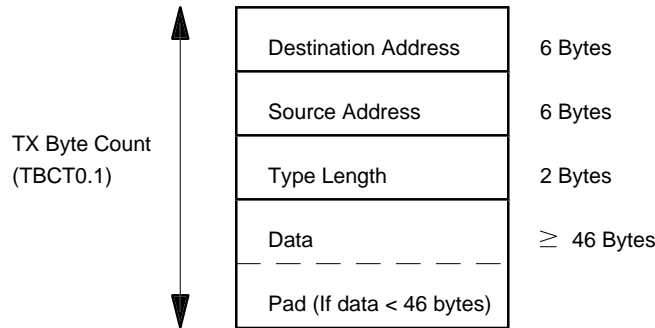 Destination Address 6 Bytes
Source Address 6 Bytes
TX Byte Count
(TBCT0.1)
Type Length 2 Bytes
Data ≥ 46 Bytes
Pad (If data < 46 bytes)